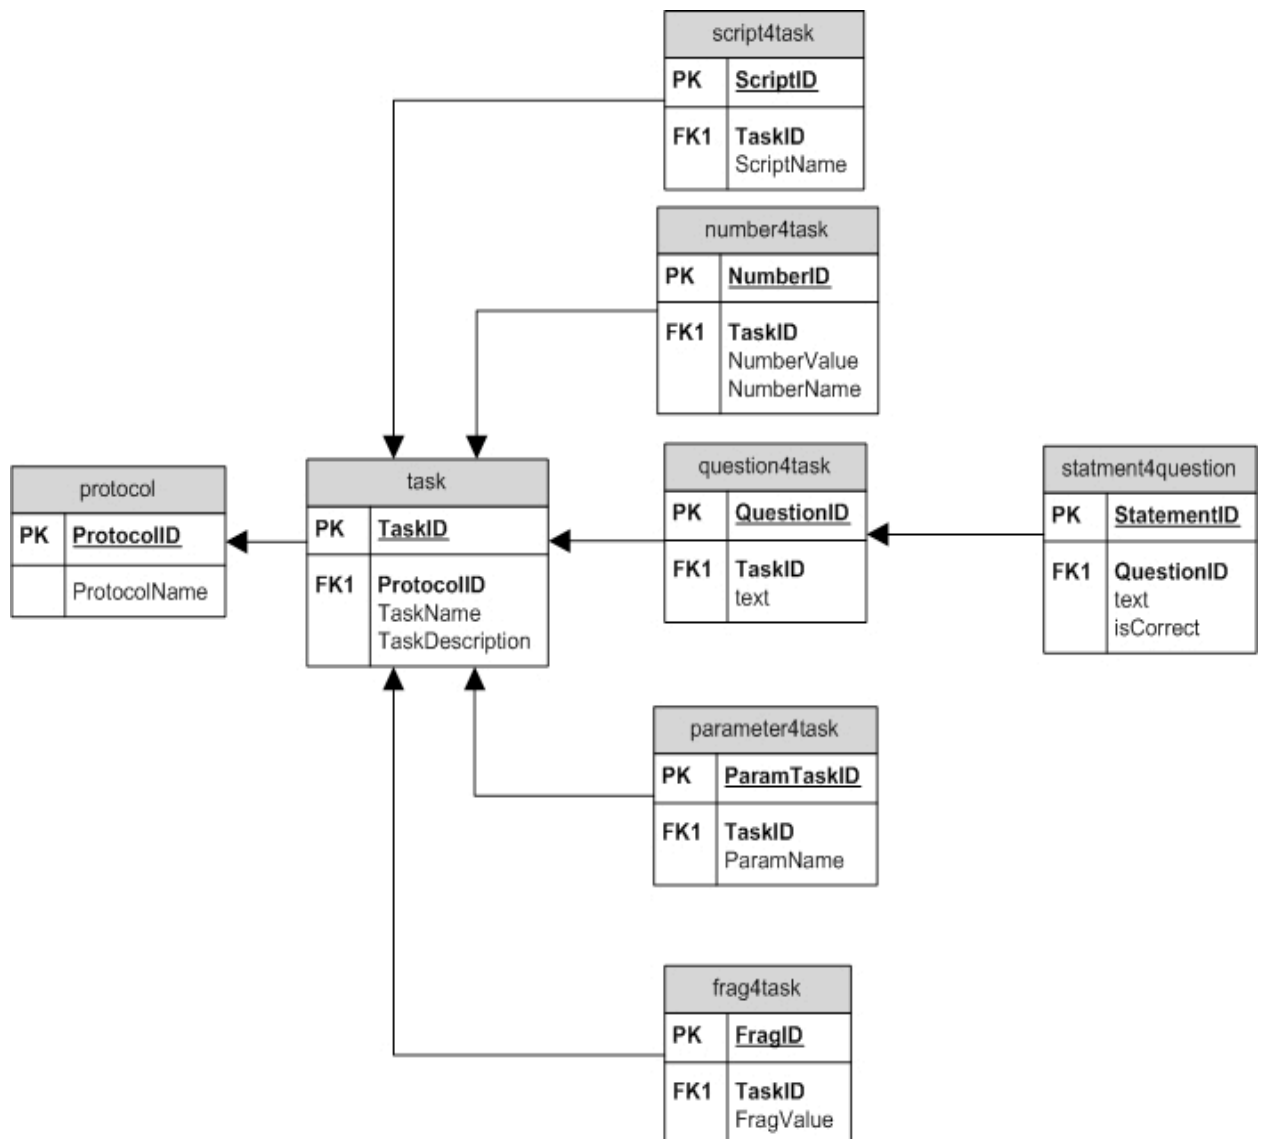 script4task
PK ScriptID
FK1 TaskID
ScriptName
number4task
PK NumberID
FK1 TaskID
NumberValue
NumberName
protocol
PK ProtocolID
ProtocolName
task
PK TaskID
FK1 ProtocolID
TaskName
TaskDescription
question4task
PK QuestionID
FK1 TaskID
text
statment4question
PK StatementID
FK1 QuestionID
text
isCorrect
parameter4task
PK ParamTaskID
FK1 TaskID
ParamName
frag4task
PK FragID
FK1 TaskID
FragValue